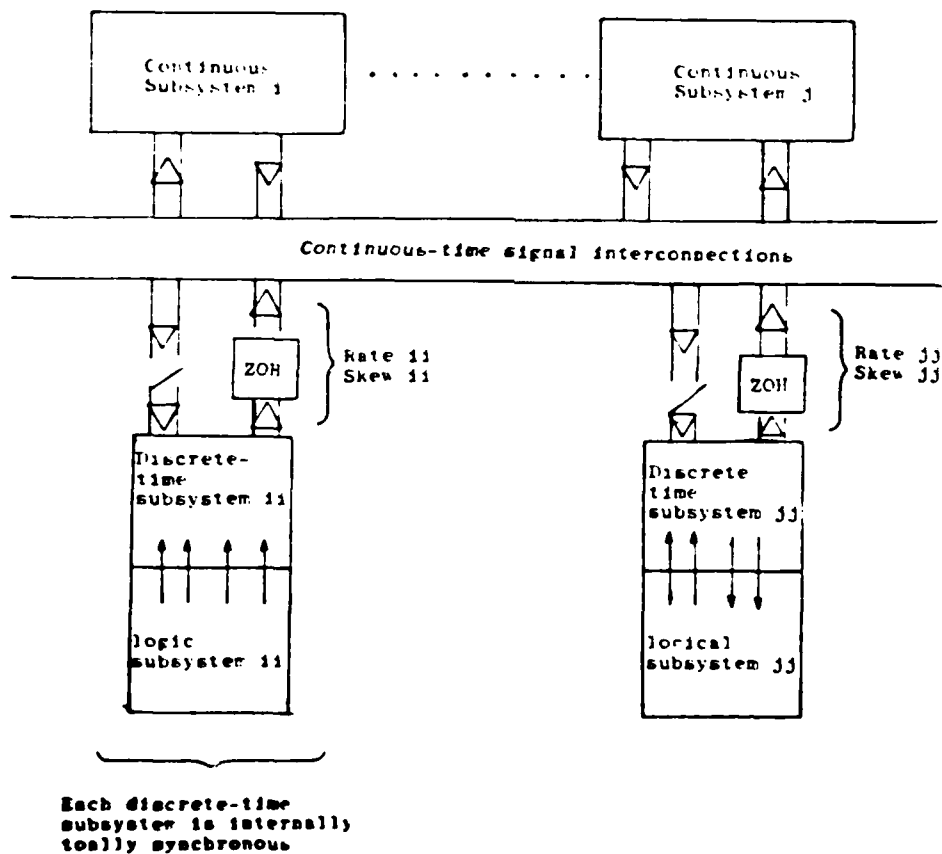 Continuous
Subsystem i
Continuous
Subsystem j
Continuous-time signal interconnections
ZOH
Rate ii
Skew ii
ZOH
Rate jj
Skew jj
Discrete-
time
subsystem ii
Discrete
time
subsystem jj
logic
subsystem ii
logical
subsystem jj
Each discrete-time
subsystem is internally
toally synchronous